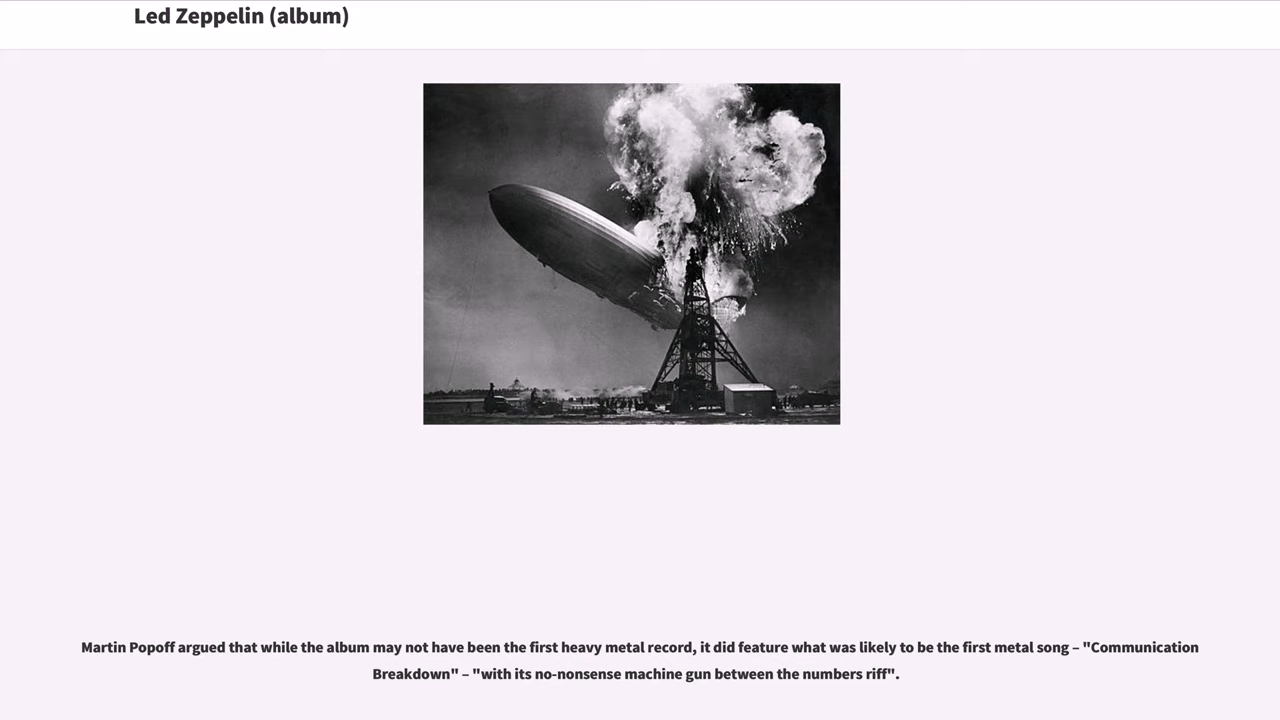 Led Zeppelin (album)
Martin Popoff argued that while the album may not have been the first heavy metal record, it did feature what was likely to be the first metal song – "Communication
Breakdown" – "with its no-nonsense machine gun between the numbers riff".